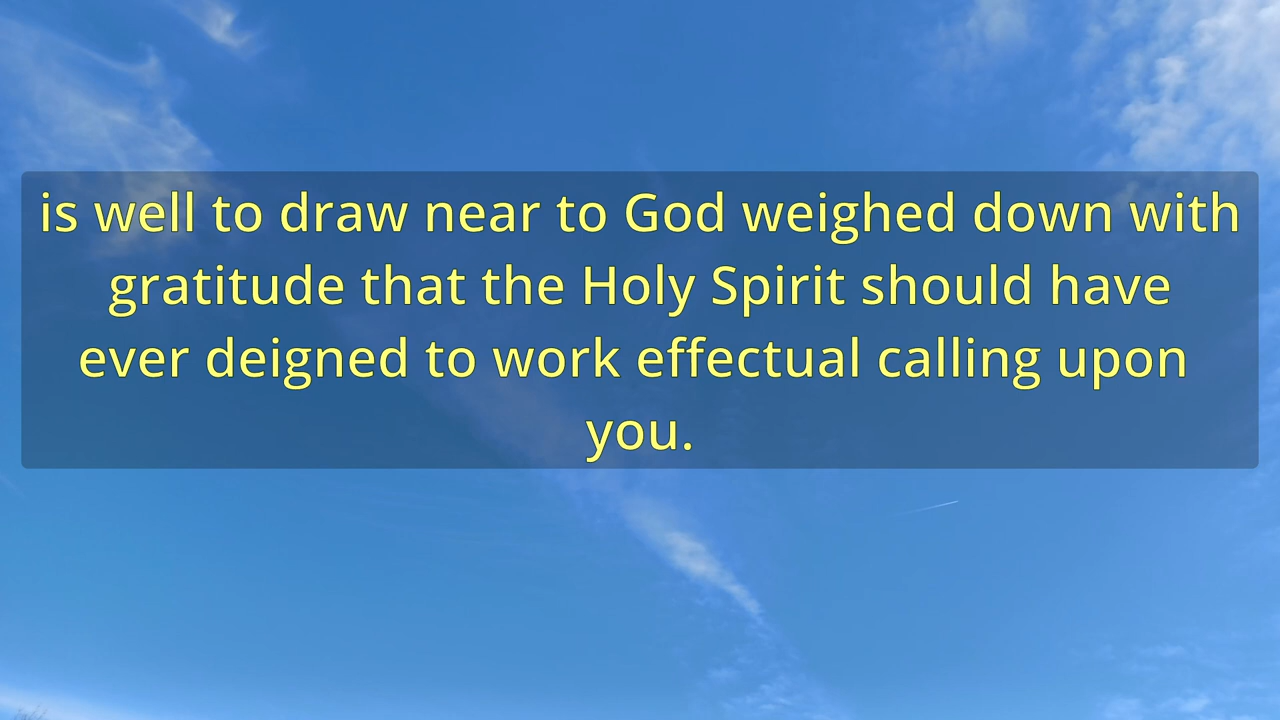 is well to draw near to God weighed down with
gratitude that the Holy Spirit should have
ever deigned to work effectual calling upon
you.